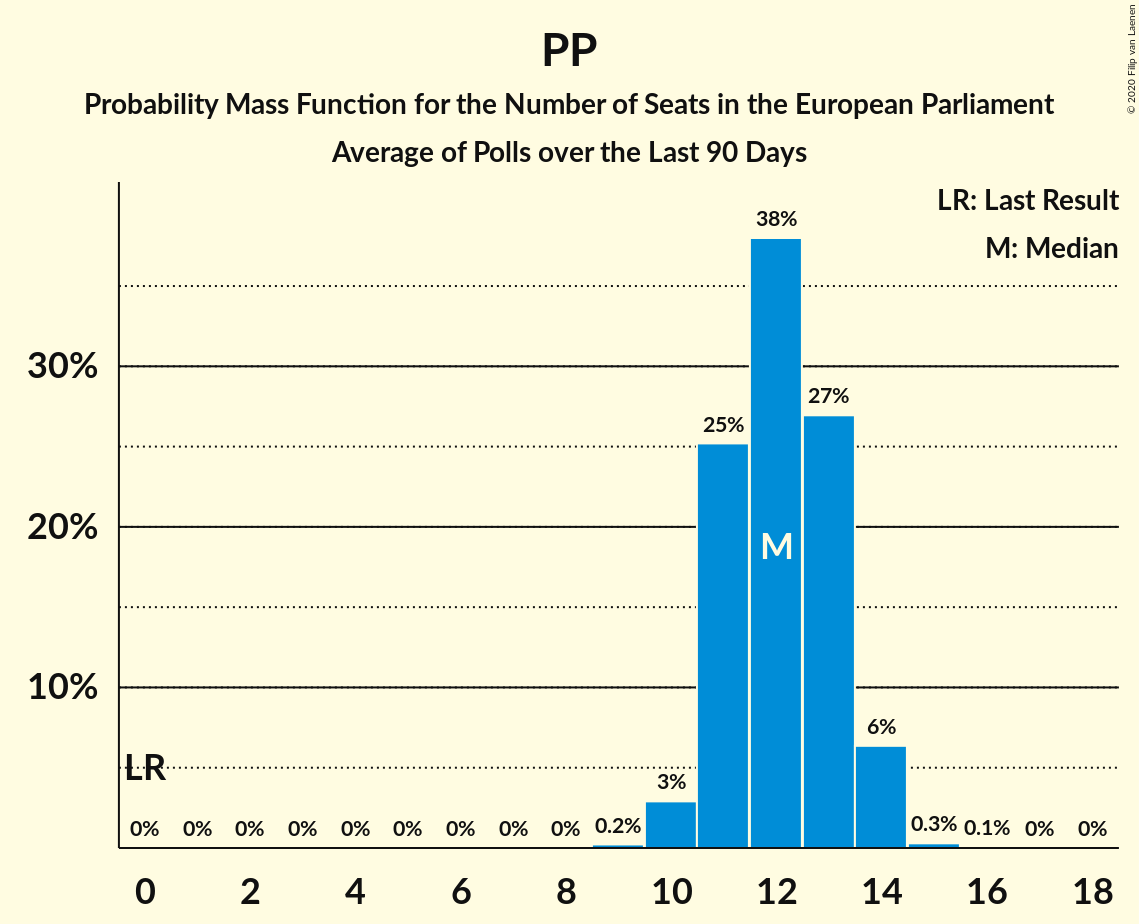 PP
Probability Mass Function for the Number of Seats in the European Parliament
Average of Polls over the Last 90 Days
© 2020 Filip van Laenen
LR: Last Result
M: Median
38%
30%
27%
25%
20%
M
10%
6%
LR
3%
0% 0% 0% 0% 0% 0% 0% 0% 0% 0.2% 0.3% 0.1% 0% 0%
0 2 4 6 8 10 12 14 16 18